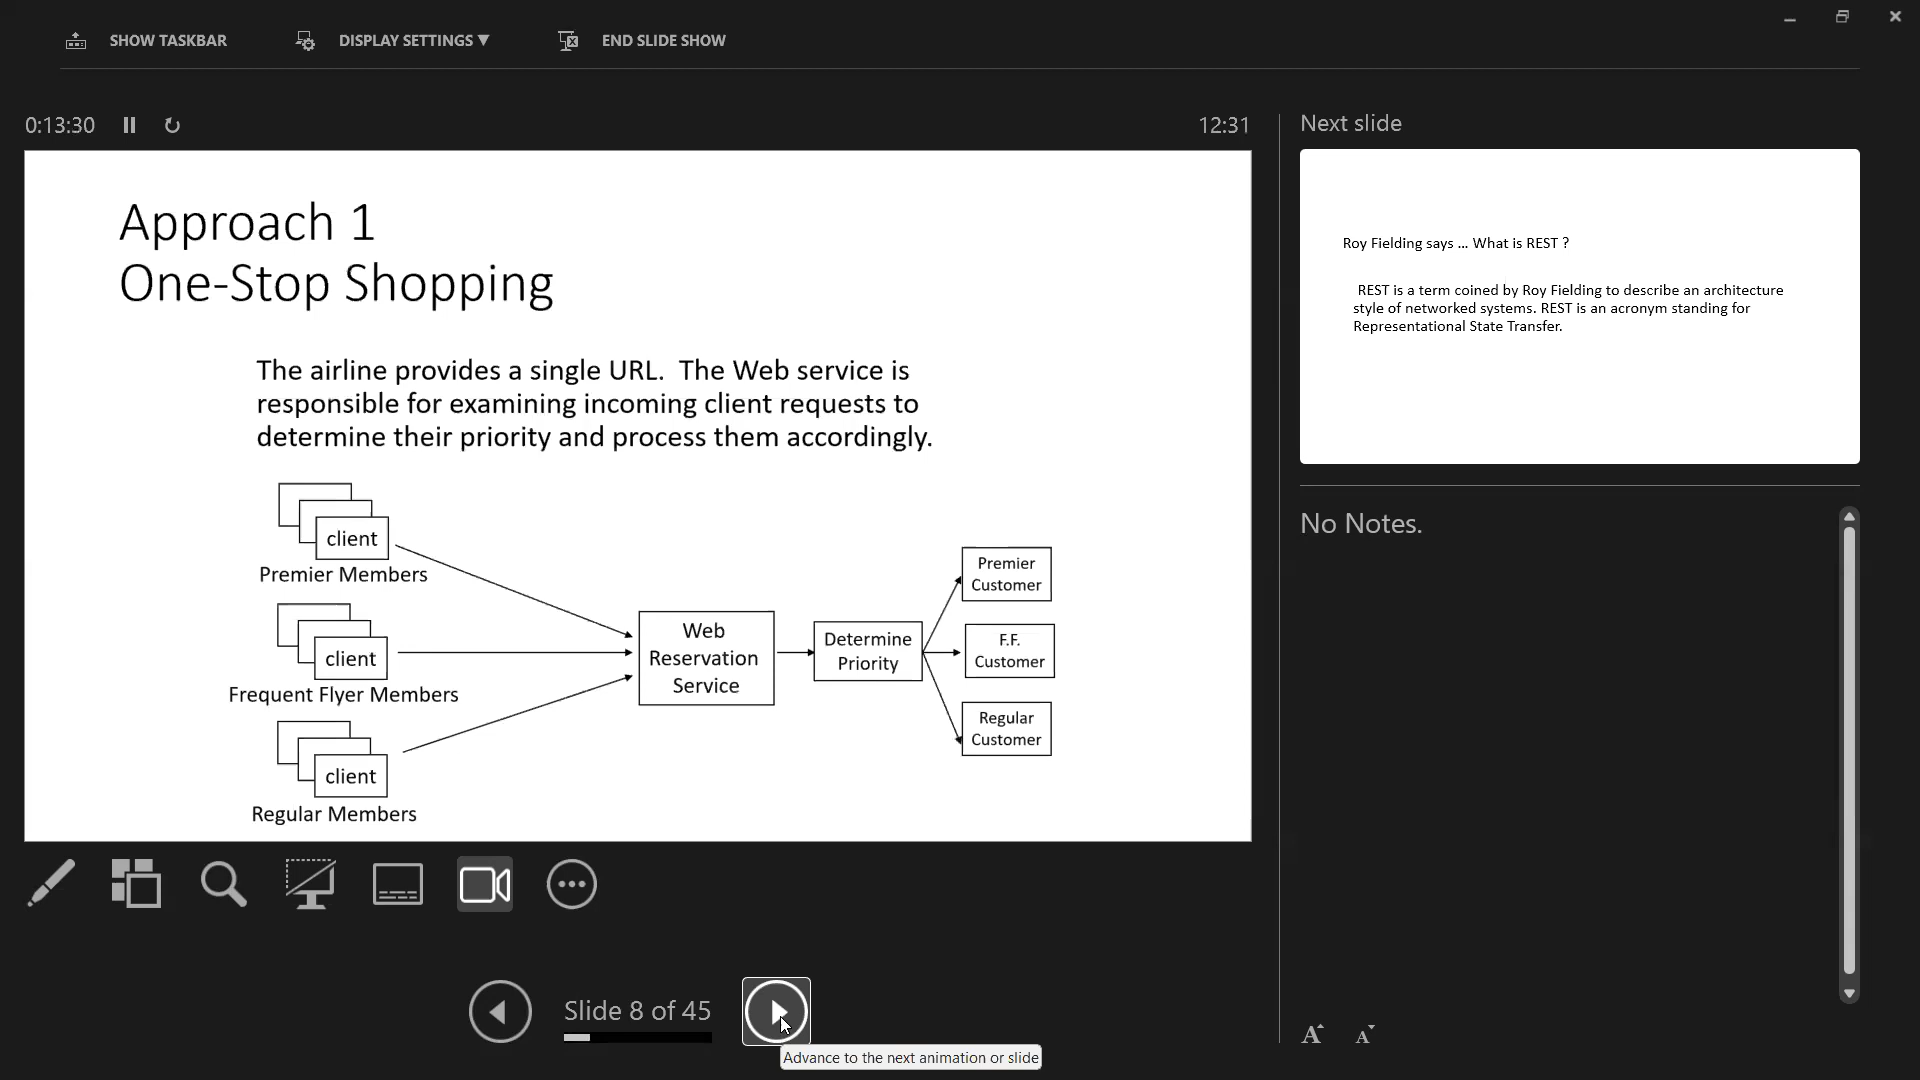 SHOW TASKBAR
DISPLAY SETTINGS ▼
END SLIDE SHOW
0:13:30
12:31
Approach 1
One-Stop Shopping
The airline provides a single URL.  The Web service is
responsible for examining incoming client requests to
determine their priority and process them accordingly.
client
Premier Members
client
Frequent Flyer Members
client
Regular Members
Web
Reservation
Service
Determine
Priority
Premier
Customer
F.F.
Customer
Regular
Customer
Slide 8 of 45
Advance to the next animation or slide
Next slide
Roy Fielding says ... What is REST ?
REST is a term coined by Roy Fielding to describe an architecture
style of networked systems. REST is an acronym standing for
Representational State Transfer.
No Notes.
A A